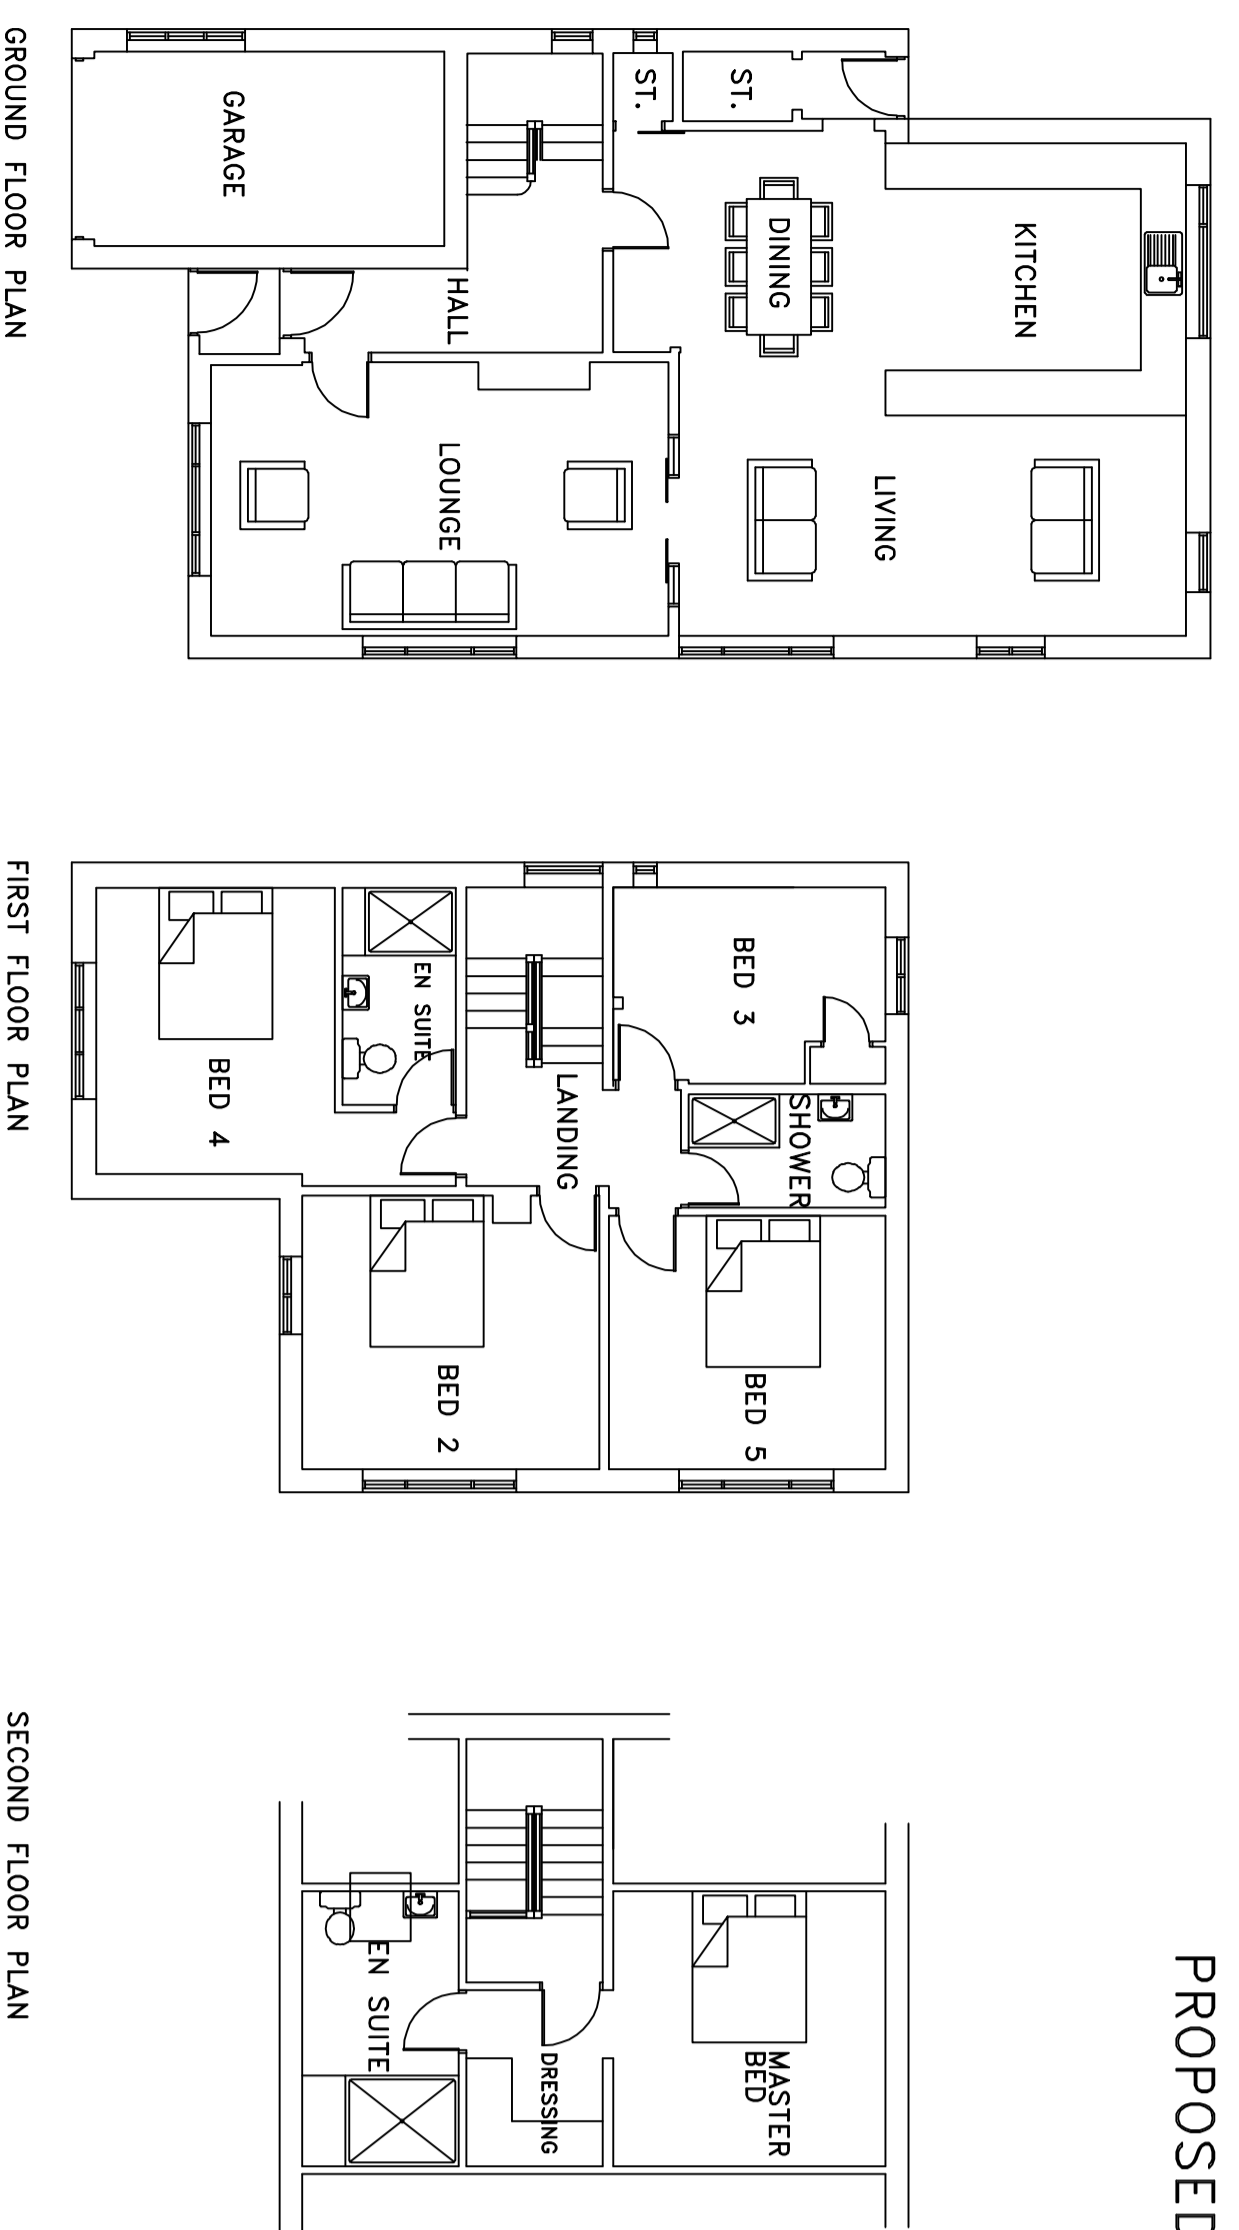 PROPOSED
KITCHEN
LIVING
DINING
ST.
ST.
HALL
LOUNGE
GARAGE
GROUND FLOOR PLAN
BED 3
SHOWER
BED 5
LANDING
EN SUITE
BED 2
BED 4
FIRST FLOOR PLAN
MASTER
BED
DRESSING
EN SUITE
SECOND FLOOR PLAN